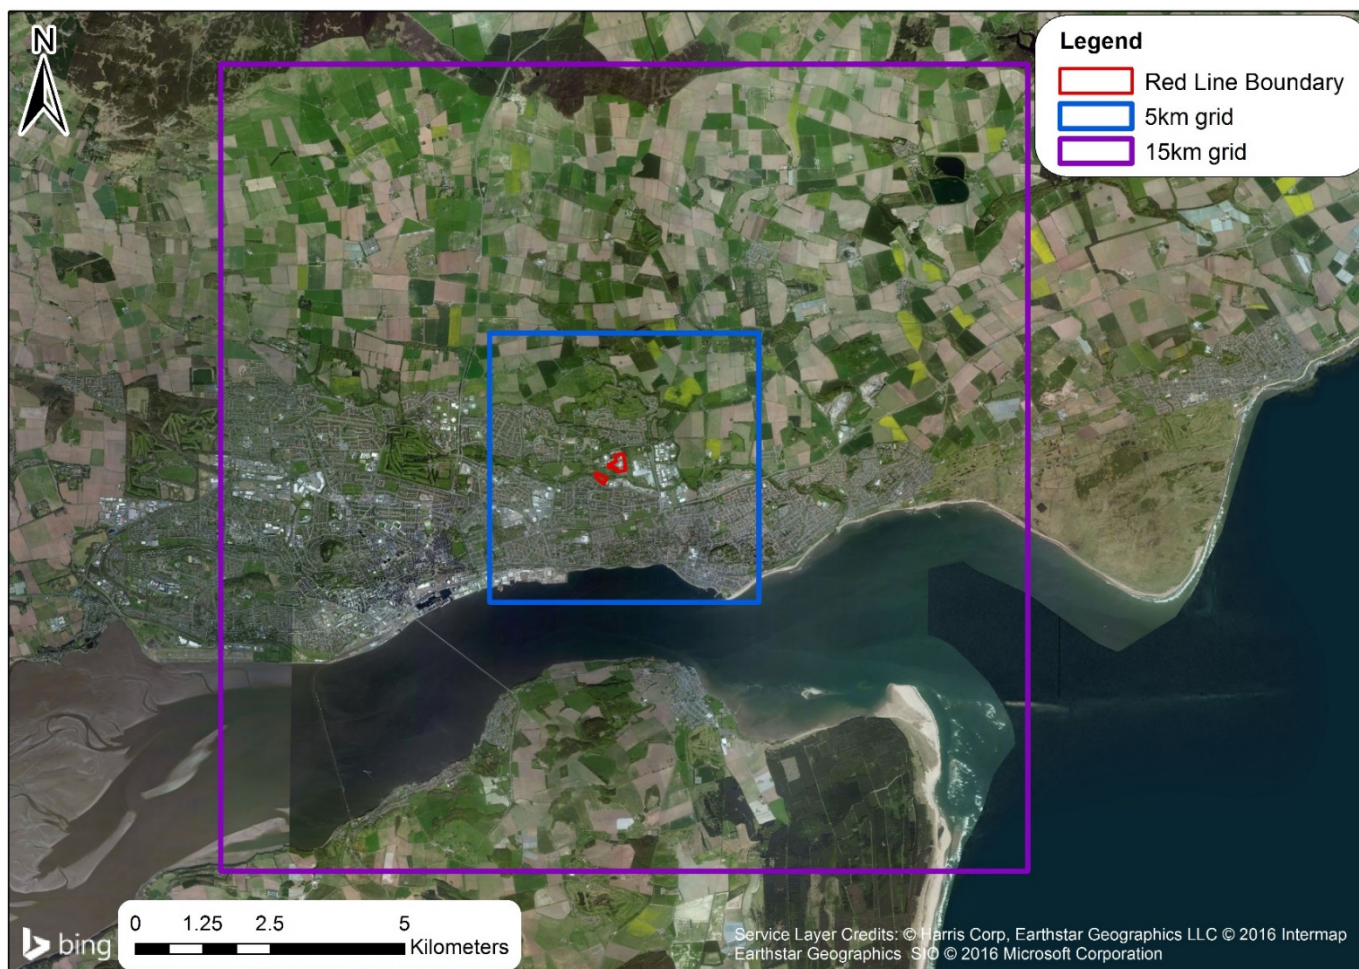 N
Legend
Red Line Boundary
5km grid
15km grid
0 1.25 2.5 5
Kilometers
bing
Service Layer Credits: © Harris Corp, Earthstar Geographics LLC © 2016 Intermap
Earthstar Geographics SIO © 2016 Microsoft Corporation